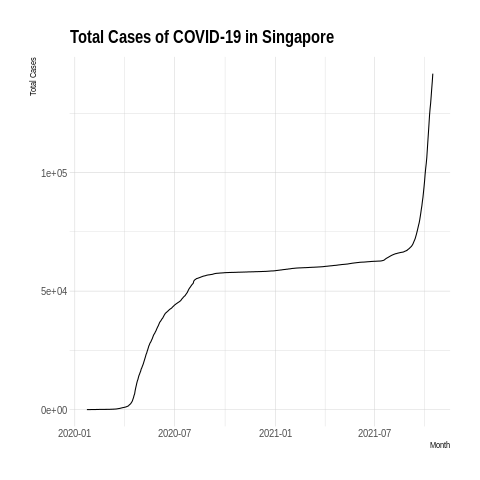 Total Cases of COVID-19 in Singapore
Total Cases
1e+05
5e+04
0e+00
2020-01 2020-07 2021-01 2021-07
Month